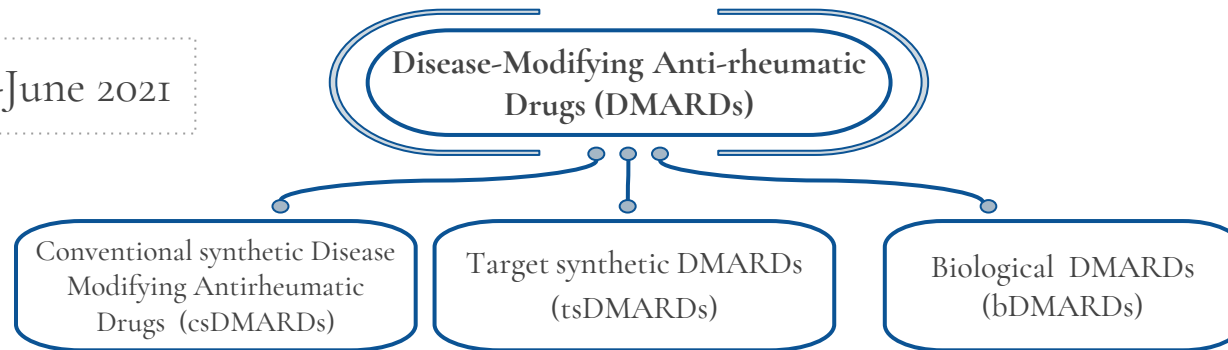 -June 2021
Disease-Modifying Anti-rheumatic
Drugs (DMARDs)
Conventional synthetic Disease
Modifying Antirheumatic
Drugs (csDMARDs)
Target synthetic DMARDs
(tsDMARDs)
Biological DMARDs
(bDMARDs)